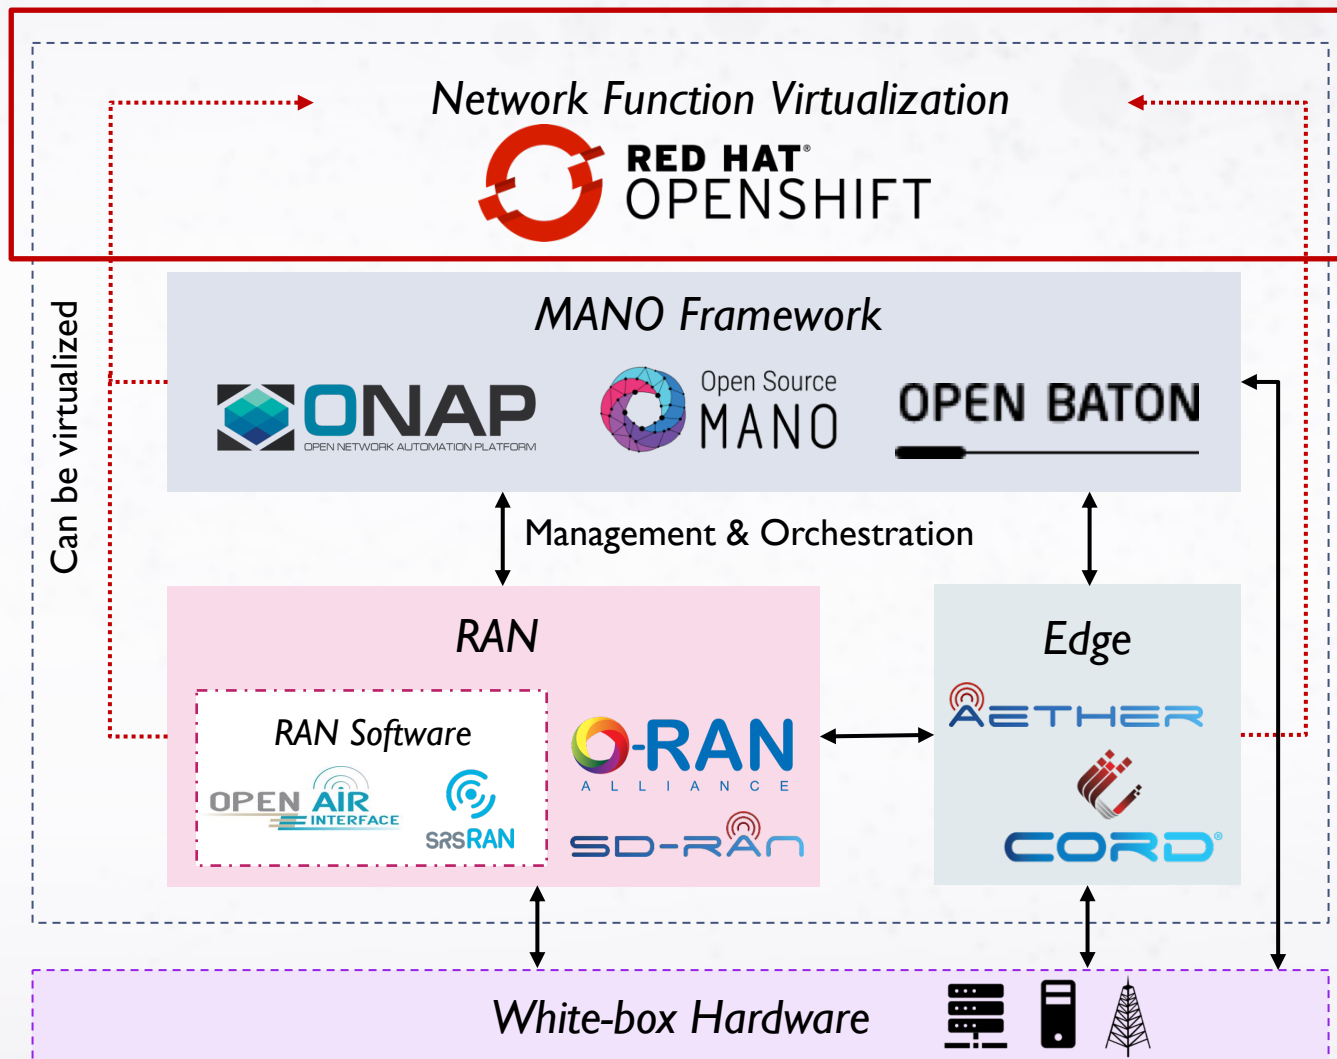 Network Function Virtualization
RED HAT®
OPENSHIFT
Can be virtualized
MANO Framework
ONAP
OPEN NETWORK AUTOMATION PLATFORM
Open Source
MANO
OPEN BATON
Management & Orchestration
RAN
RAN Software
OPEN AIR
INTERFACE
srsRAN
O-RAN
ALLIANCE
SD-RAN
Edge
AETHER
CORD®
White-box Hardware